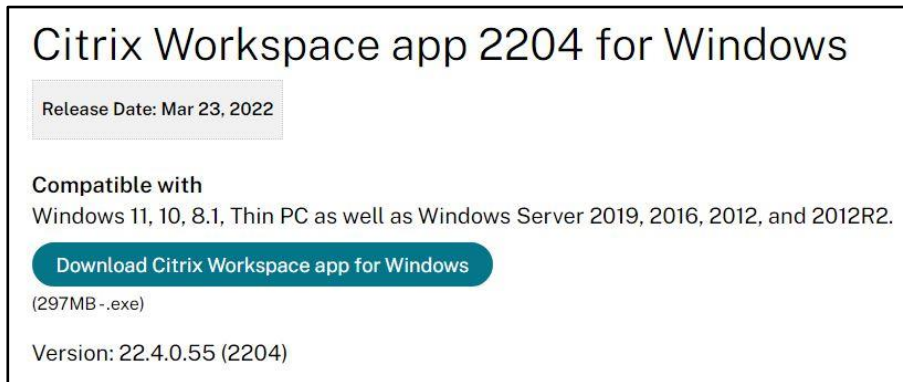 Citrix Workspace app 2204 for Windows
Release Date: Mar 23, 2022
Compatible with
Windows 11, 10, 8.1, Thin PC as well as Windows Server 2019, 2016, 2012, and 2012R2.
Download Citrix Workspace app for Windows
(297MB - .exe)
Version: 22.4.0.55 (2204)